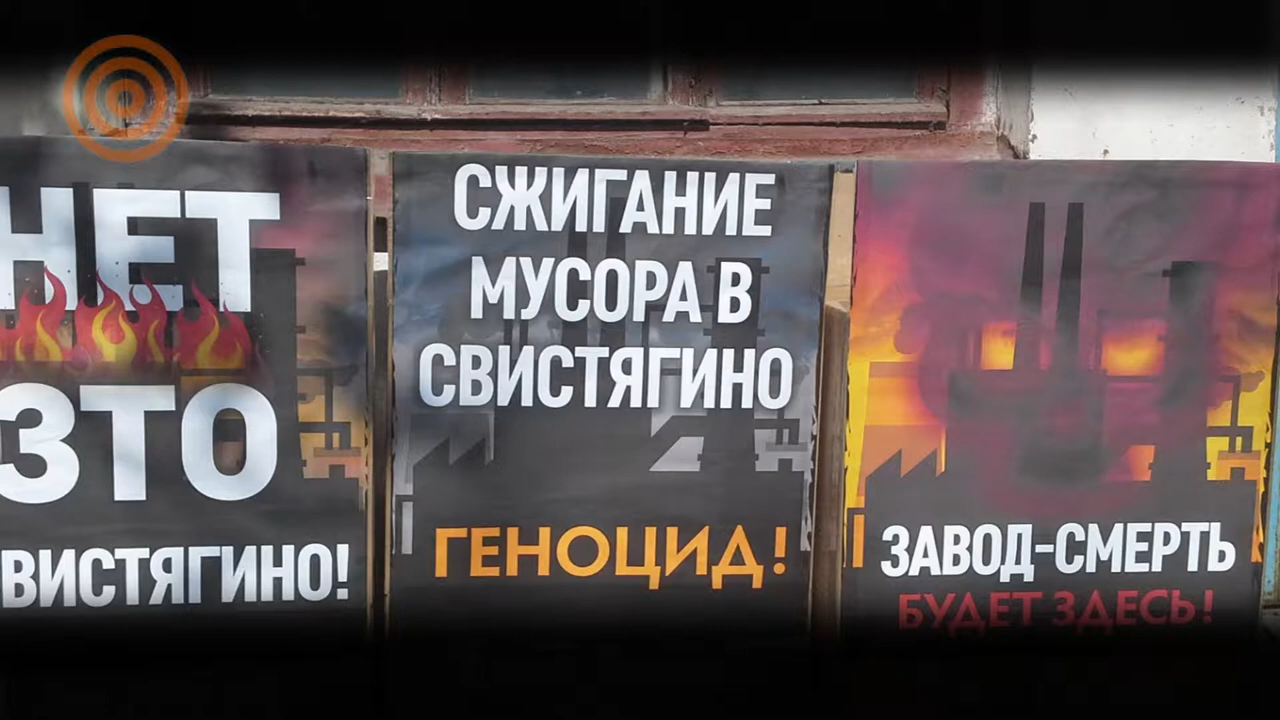 НЕТ
ЗТО
ВИСТЯГИНО!
СЖИГАНИЕ
МУСОРА В
СВИСТЯГИНО
ГЕНОЦИД!
ЗАВОД-СМЕРТЬ
БУДЕТ ЗДЕСЬ!